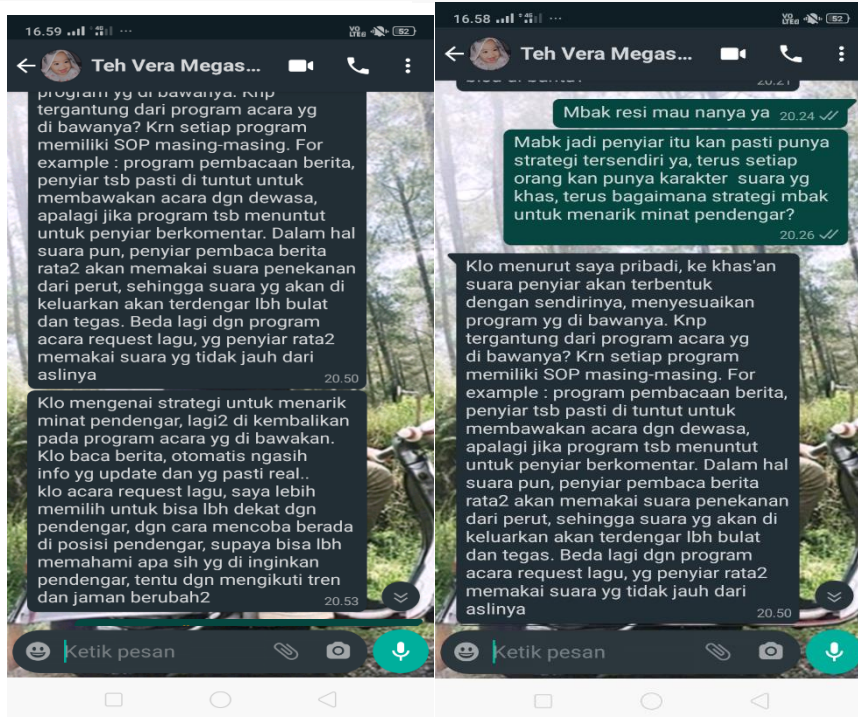 16.59
VO LTE
52
Teh Vera Megas...
program yg di bawanya. Knp
tergantung dari program acara yg
di bawanya? Krn setiap program
memiliki SOP masing-masing. For
example : program pembacaan berita,
penyiar tsb pasti di tuntut untuk
membawakan acara dgn dewasa,
apalagi jika program tsb menuntut
untuk penyiar berkomentar. Dalam hal
suara pun, penyiar pembaca berita
rata2 akan memakai suara penekanan
dari perut, sehingga suara yg akan di
keluarkan akan terdengar lbh bulat
dan tegas. Beda lagi dgn program
acara request lagu, yg penyiar rata2
memakai suara yg tidak jauh dari
aslinya
20.50
Klo mengenai strategi untuk menarik
minat pendengar, lagi2 di kembalikan
pada program acara yg di bawakan.
Klo baca berita, otomatis ngasih
info yg update dan yg pasti real..
klo acara request lagu, saya lebih
memilih untuk bisa lbh dekat dgn
pendengar, dgn cara mencoba berada
di posisi pendengar, supaya bisa lbh
memahami apa sih yg di inginkan
pendengar, tentu dgn mengikuti tren
dan jaman berubah2
20.53
Ketik pesan
16.58
VO LTE
52
Teh Vera Megas...
20.21
Mbak resi mau nanya ya 20.24
Mabk jadi penyiar itu kan pasti punya
strategi tersendiri ya, terus setiap
orang kan punya karakter suara yg
khas, terus bagaimana strategi mbak
untuk menarik minat pendengar?
20.26
Klo menurut saya pribadi, ke khas'an
suara penyiar akan terbentuk
dengan sendirinya, menyesuaikan
program yg di bawanya. Knp
tergantung dari program acara yg
di bawanya? Krn setiap program
memiliki SOP masing-masing. For
example : program pembacaan berita,
penyiar tsb pasti di tuntut untuk
membawakan acara dgn dewasa,
apalagi jika program tsb menuntut
untuk penyiar berkomentar. Dalam hal
suara pun, penyiar pembaca berita
rata2 akan memakai suara penekanan
dari perut, sehingga suara yg akan di
keluarkan akan terdengar lbh bulat
dan tegas. Beda lagi dgn program
acara request lagu, yg penyiar rata2
memakai suara yg tidak jauh dari
aslinya
20.50
Ketik pesan